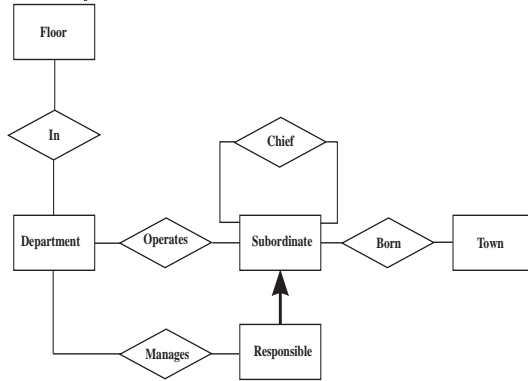 Floor
In
Chief
Department
Operates
Subordinate
Born
Town
Manages
Responsible